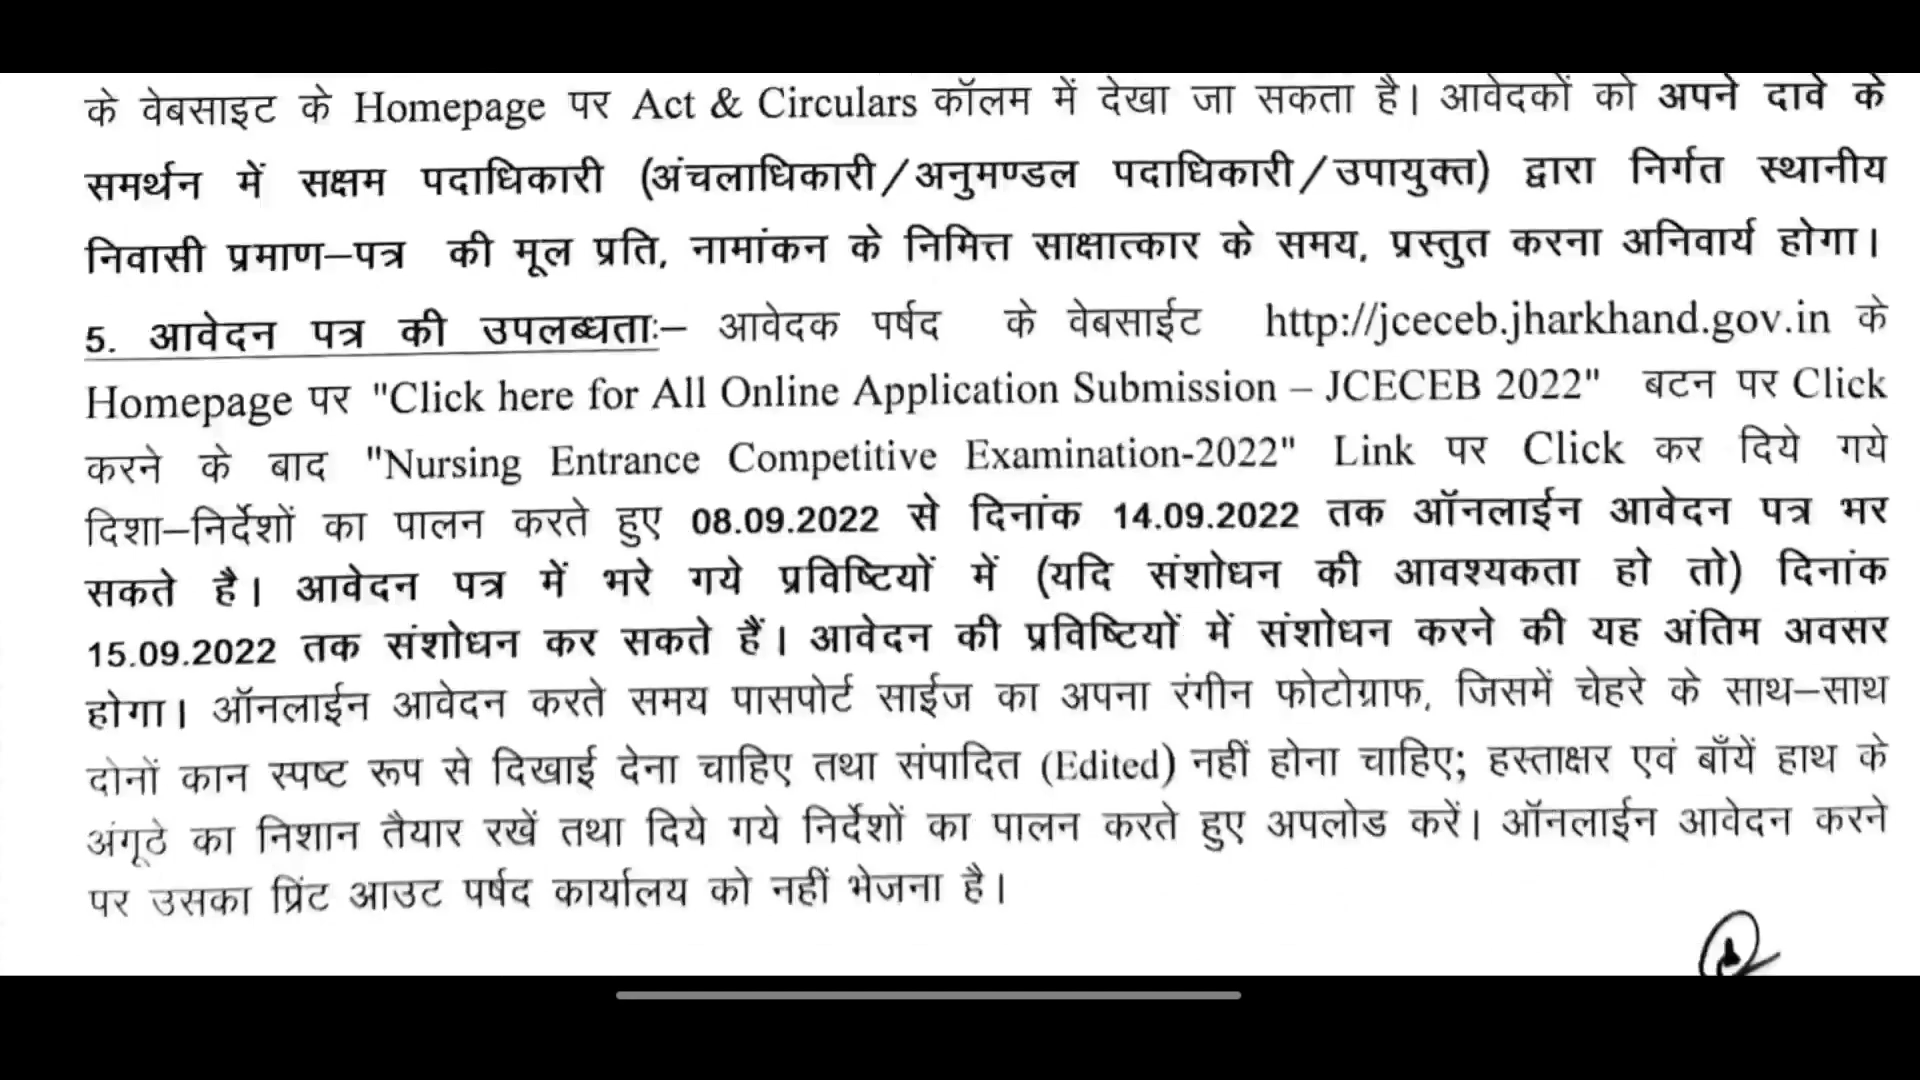 के वेबसाइट के Homepage पर Act & Circulars कॉलम में देखा जा सकता है। आवेदकों को अपने दावे के
समर्थन में सक्षम पदाधिकारी (अंचलाधिकारी/अनुमण्डल पदाधिकारी/उपायुक्त) द्वारा निर्गत स्थानीय
निवासी प्रमाण–पत्र की मूल प्रति, नामांकन के निमित्त साक्षात्कार के समय, प्रस्तुत करना अनिवार्य होगा।
5. आवेदन पत्र की उपलब्धताः– आवेदक पर्षद के वेबसाईट http://jceceb.jharkhand.gov.in के
Homepage पर "Click here for All Online Application Submission – JCECEB 2022" बटन पर Click
करने के बाद "Nursing Entrance Competitive Examination-2022" Link पर Click कर दिये गये
दिशा–निर्देशों का पालन करते हुए 08.09.2022 से दिनांक 14.09.2022 तक ऑनलाईन आवेदन पत्र भर
सकते है। आवेदन पत्र में भरे गये प्रविष्टियों में (यदि संशोधन की आवश्यकता हो तो) दिनांक
15.09.2022 तक संशोधन कर सकते हैं। आवेदन की प्रविष्टियों में संशोधन करने की यह अंतिम अवसर
होगा। ऑनलाईन आवेदन करते समय पासपोर्ट साईज का अपना रंगीन फोटोग्राफ, जिसमें चेहरे के साथ–साथ
दोनों कान स्पष्ट रूप से दिखाई देना चाहिए तथा संपादित (Edited) नहीं होना चाहिए; हस्ताक्षर एवं बाँयें हाथ के
अंगूठे का निशान तैयार रखें तथा दिये गये निर्देशों का पालन करते हुए अपलोड करें। ऑनलाईन आवेदन करने
पर उसका प्रिंट आउट पर्षद कार्यालय को नहीं भेजना है।